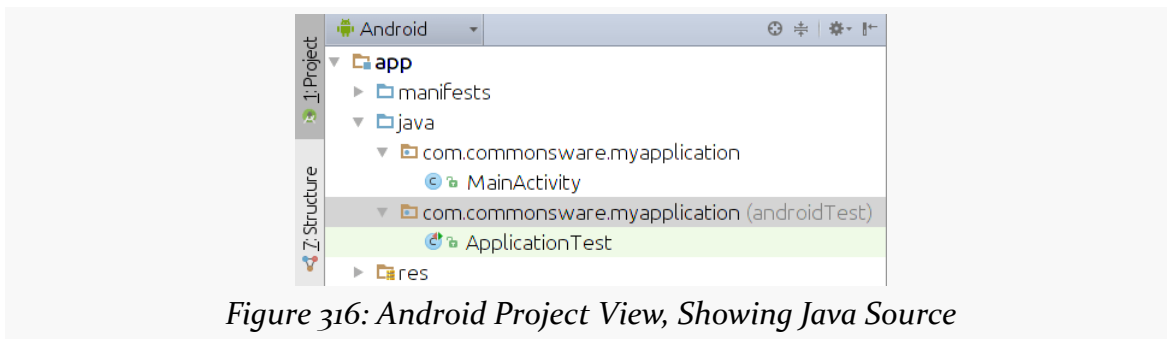 Android
1: Project
app
manifests
java
com.commonsware.myapplication
C MainActivity
7: Structure
com.commonsware.myapplication (androidTest)
C ApplicationTest
res
Figure 316: Android Project View, Showing Java Source